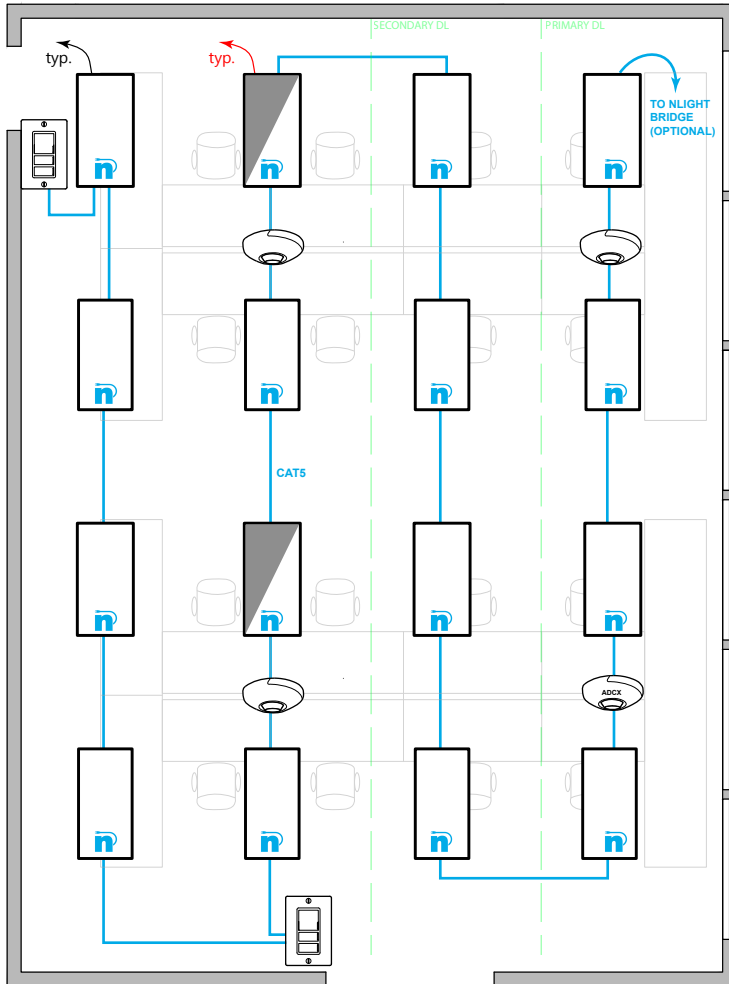 SECONDARY DL
PRIMARY DL
typ.
typ.
TO NLIGHT
BRIDGE
(OPTIONAL)
n
n
n
n
n
n
n
n
CAT5
n
n
n
n
ADCX
n
n
n
n